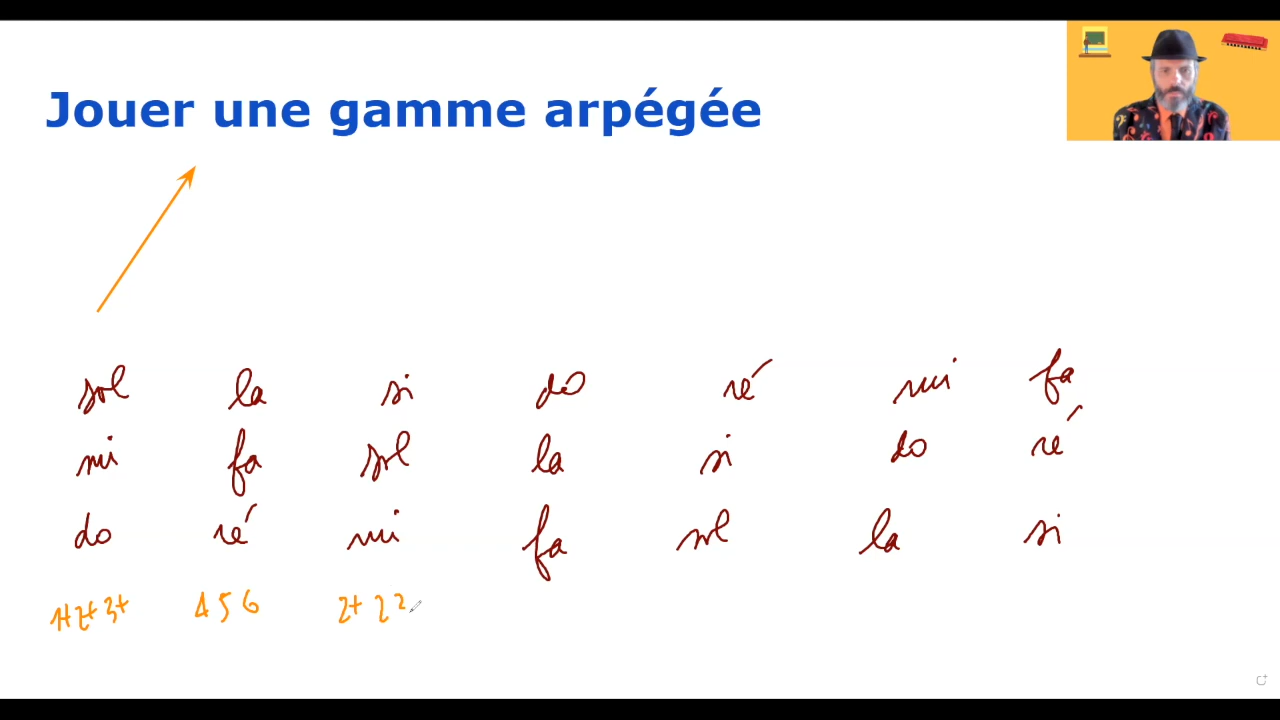 Jouer une gamme arpégée
sol la si do ré mi fa
mi fa sol la si do ré
do ré mi fa sol la si
1+ 2+ 3+ 4 5 6 2+ 2